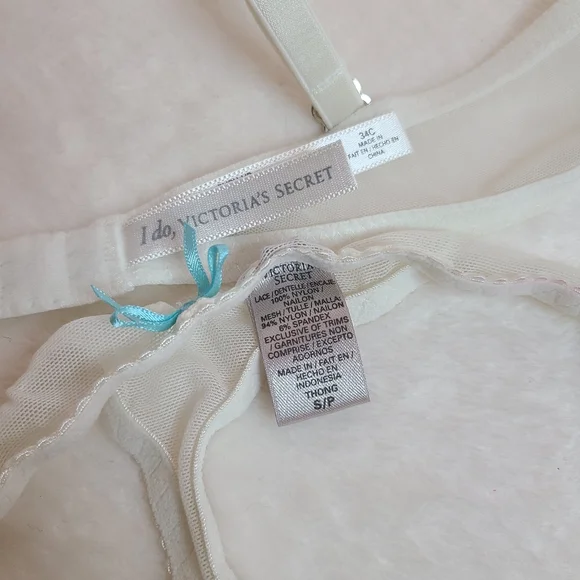 34C
MADE IN
FAIT EN / HECHO EN
CHINA
I do, VICTORIA'S SECRET
VICTORIA'S
SECRET
LACE / DENTELLE / ENCAJE:
100% NYLON /
NAILON
MESH / TULLE / MALLA:
94% NYLON / NAILON
6% SPANDEX
EXCLUSIVE OF TRIMS
/ GARNITURES NON
COMPRISE / EXCEPTO
ADORNOS
MADE IN / FAIT EN /
HECHO EN
INDONESIA
THONG
S/P